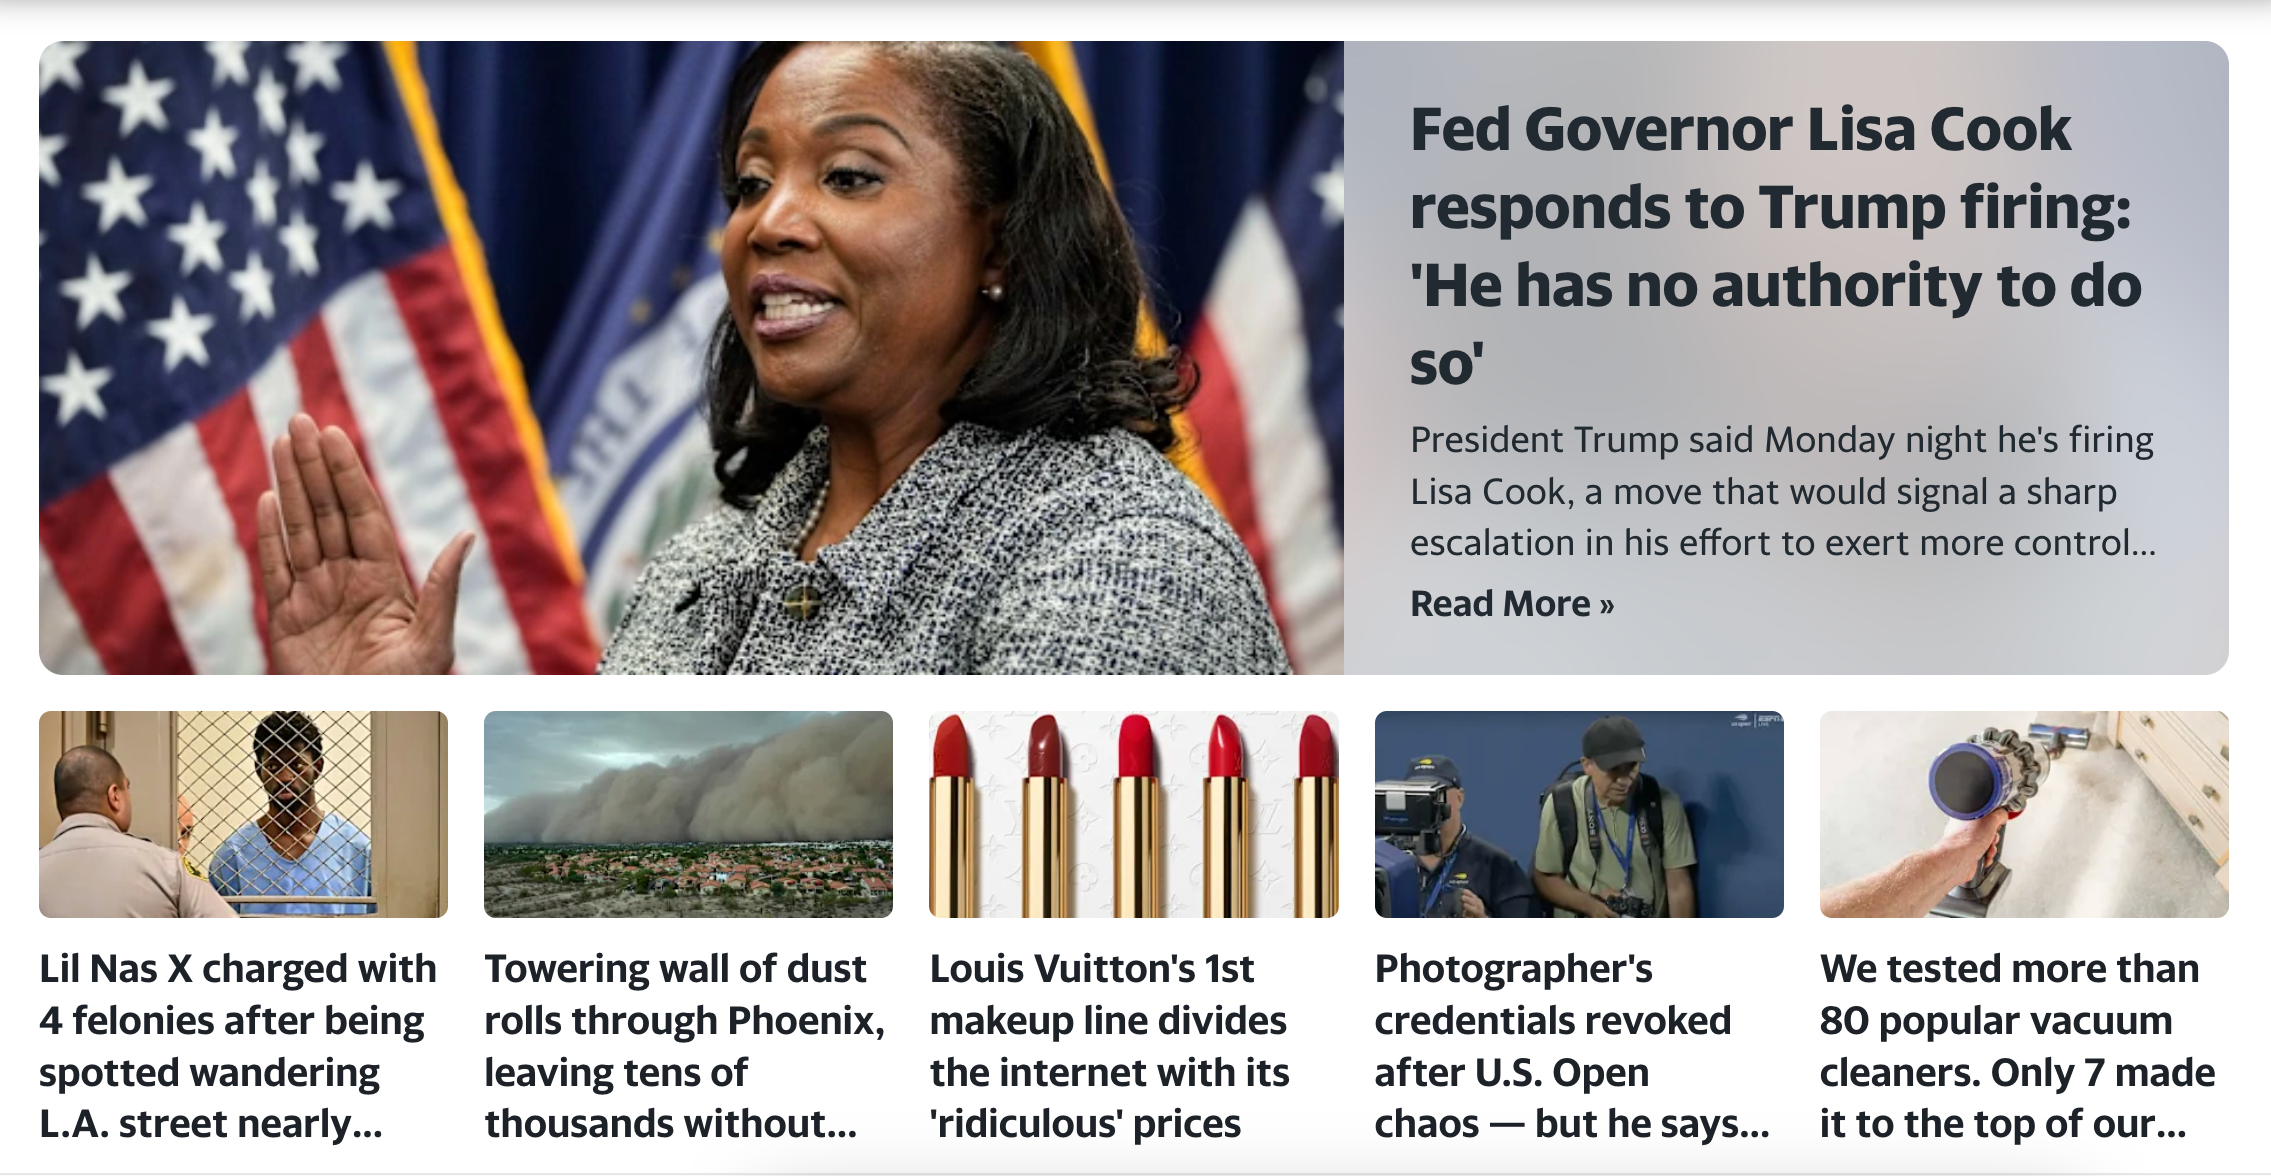 Fed Governor Lisa Cook
responds to Trump firing:
'He has no authority to do
so'
President Trump said Monday night he's firing
Lisa Cook, a move that would signal a sharp
escalation in his effort to exert more control...
Read More »
Lil Nas X charged with
4 felonies after being
spotted wandering
L.A. street nearly...
Towering wall of dust
rolls through Phoenix,
leaving tens of
thousands without...
Louis Vuitton's 1st
makeup line divides
the internet with its
'ridiculous' prices
SONY
Photographer's
credentials revoked
after U.S. Open
chaos — but he says...
We tested more than
80 popular vacuum
cleaners. Only 7 made
it to the top of our...